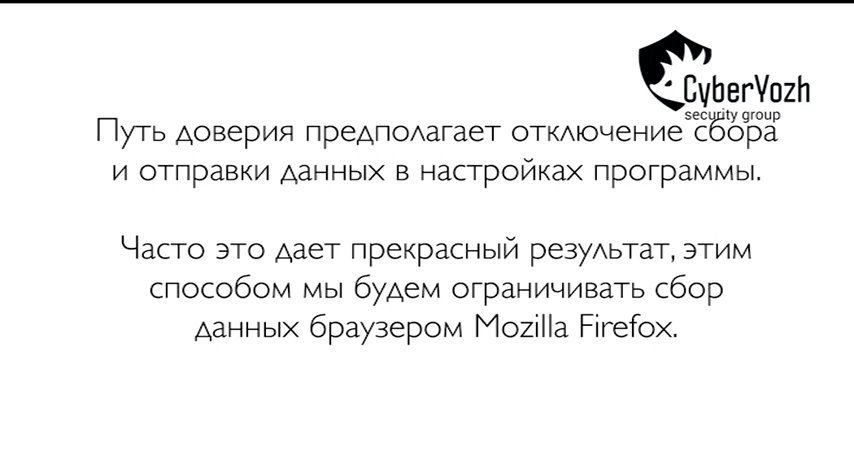 CyberYozh
security group
Путь доверия предполагает отключение сбора
и отправки данных в настройках программы.
Часто это дает прекрасный результат, этим
способом мы будем ограничивать сбор
данных браузером Mozilla Firefox.